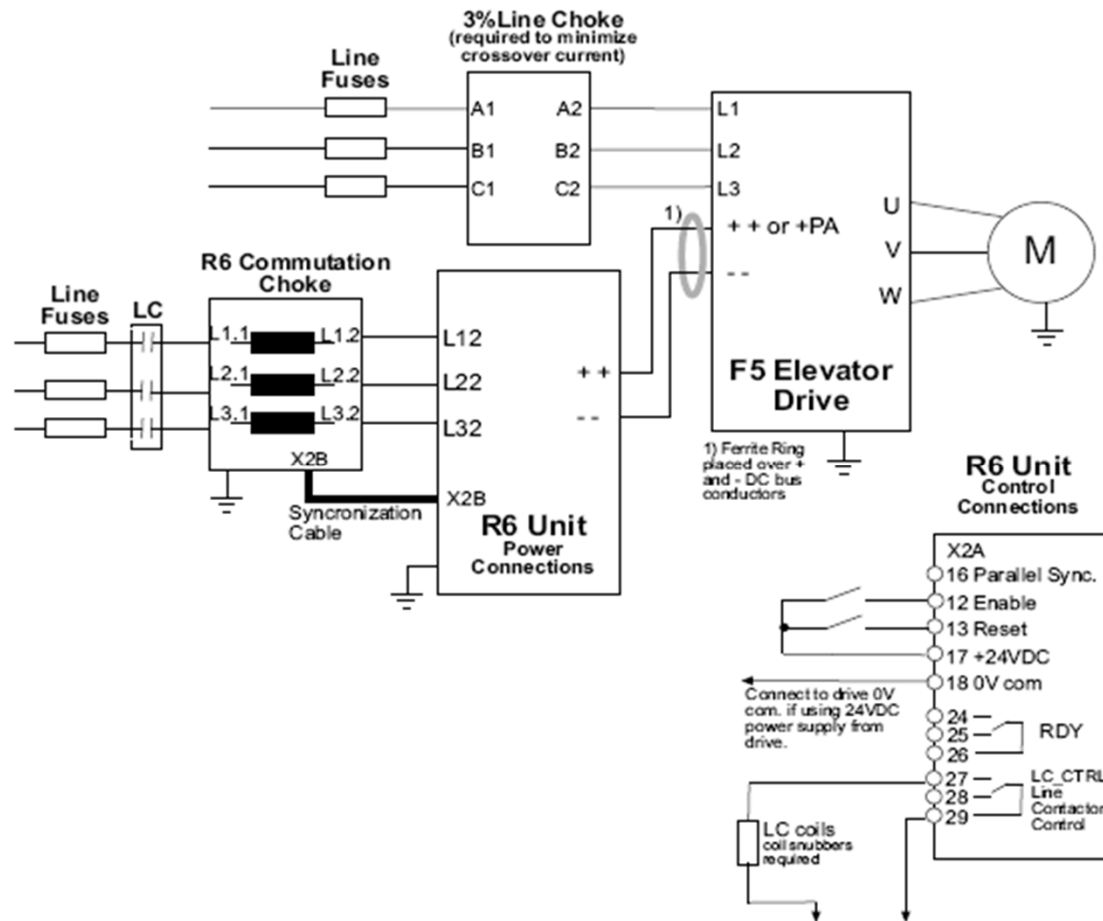 3%Line Choke
(required to minimize
crossover current)
Line
Fuses
A1
A2
B1
B2
C1
C2
L1
L2
L3
1)
+ + or +PA
- -
U
V
W
M
F5 Elevator
Drive
R6 Commutation
Choke
Line
Fuses
LC
L1.1
L1.2
L2.1
L2.2
L3.1
L3.2
X2B
L12
L22
L32
+ +
- -
X2B
Syncronization
Cable
R6 Unit
Power
Connections
1) Ferrite Ring
placed over +
and - DC bus
conductors
R6 Unit
Control
Connections
X2A
16 Parallel Sync.
12 Enable
13 Reset
17 +24VDC
18 0V com
Connect to drive 0V
com. if using 24VDC
power supply from
drive.
24
25
26
RDY
27
28
29
LC_CTRL
Line
Contactor
Control
LC coils
coil snubbers
required